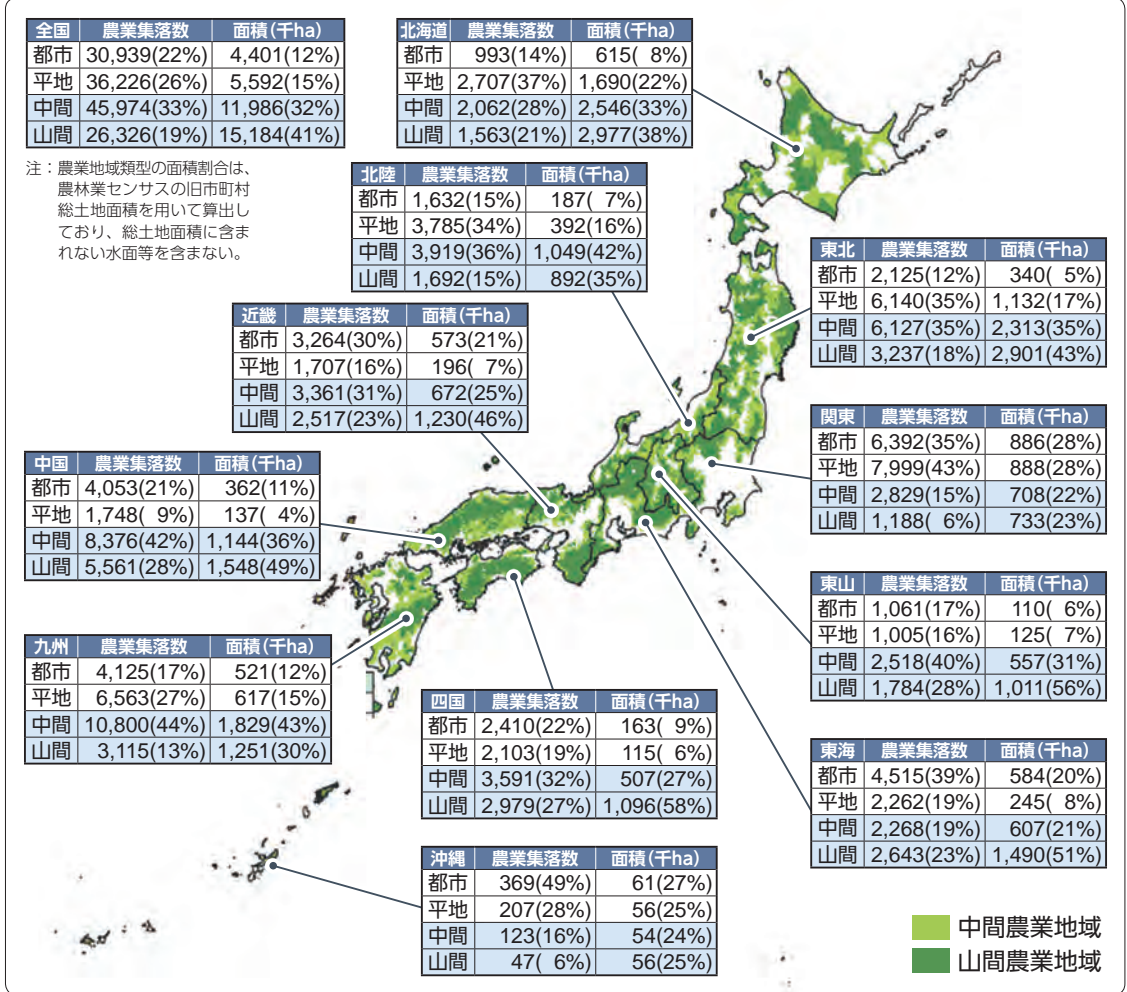 全国 農業集落数 面積(千ha)
都市 30,939(22%) 4,401(12%)
平地 36,226(26%) 5,592(15%)
中間 45,974(33%) 11,986(32%)
山間 26,326(19%) 15,184(41%)
注：農業地域類型の面積割合は、
農林業センサスの旧市町村
総土地面積を用いて算出し
ており、総土地面積に含ま
れない水面等を含まない。
北海道 農業集落数 面積(千ha)
都市 993(14%) 615( 8%)
平地 2,707(37%) 1,690(22%)
中間 2,062(28%) 2,546(33%)
山間 1,563(21%) 2,977(38%)
北陸 農業集落数 面積(千ha)
都市 1,632(15%) 187( 7%)
平地 3,785(34%) 392(16%)
中間 3,919(36%) 1,049(42%)
山間 1,692(15%) 892(35%)
東北 農業集落数 面積(千ha)
都市 2,125(12%) 340( 5%)
平地 6,140(35%) 1,132(17%)
中間 6,127(35%) 2,313(35%)
山間 3,237(18%) 2,901(43%)
近畿 農業集落数 面積(千ha)
都市 3,264(30%) 573(21%)
平地 1,707(16%) 196( 7%)
中間 3,361(31%) 672(25%)
山間 2,517(23%) 1,230(46%)
関東 農業集落数 面積(千ha)
都市 6,392(35%) 886(28%)
平地 7,999(43%) 888(28%)
中間 2,829(15%) 708(22%)
山間 1,188( 6%) 733(23%)
中国 農業集落数 面積(千ha)
都市 4,053(21%) 362(11%)
平地 1,748( 9%) 137( 4%)
中間 8,376(42%) 1,144(36%)
山間 5,561(28%) 1,548(49%)
東山 農業集落数 面積(千ha)
都市 1,061(17%) 110( 6%)
平地 1,005(16%) 125( 7%)
中間 2,518(40%) 557(31%)
山間 1,784(28%) 1,011(56%)
九州 農業集落数 面積(千ha)
都市 4,125(17%) 521(12%)
平地 6,563(27%) 617(15%)
中間 10,800(44%) 1,829(43%)
山間 3,115(13%) 1,251(30%)
四国 農業集落数 面積(千ha)
都市 2,410(22%) 163( 9%)
平地 2,103(19%) 115( 6%)
中間 3,591(32%) 507(27%)
山間 2,979(27%) 1,096(58%)
東海 農業集落数 面積(千ha)
都市 4,515(39%) 584(20%)
平地 2,262(19%) 245( 8%)
中間 2,268(19%) 607(21%)
山間 2,643(23%) 1,490(51%)
沖縄 農業集落数 面積(千ha)
都市 369(49%) 61(27%)
平地 207(28%) 56(25%)
中間 123(16%) 54(24%)
山間 47( 6%) 56(25%)
中間農業地域
山間農業地域